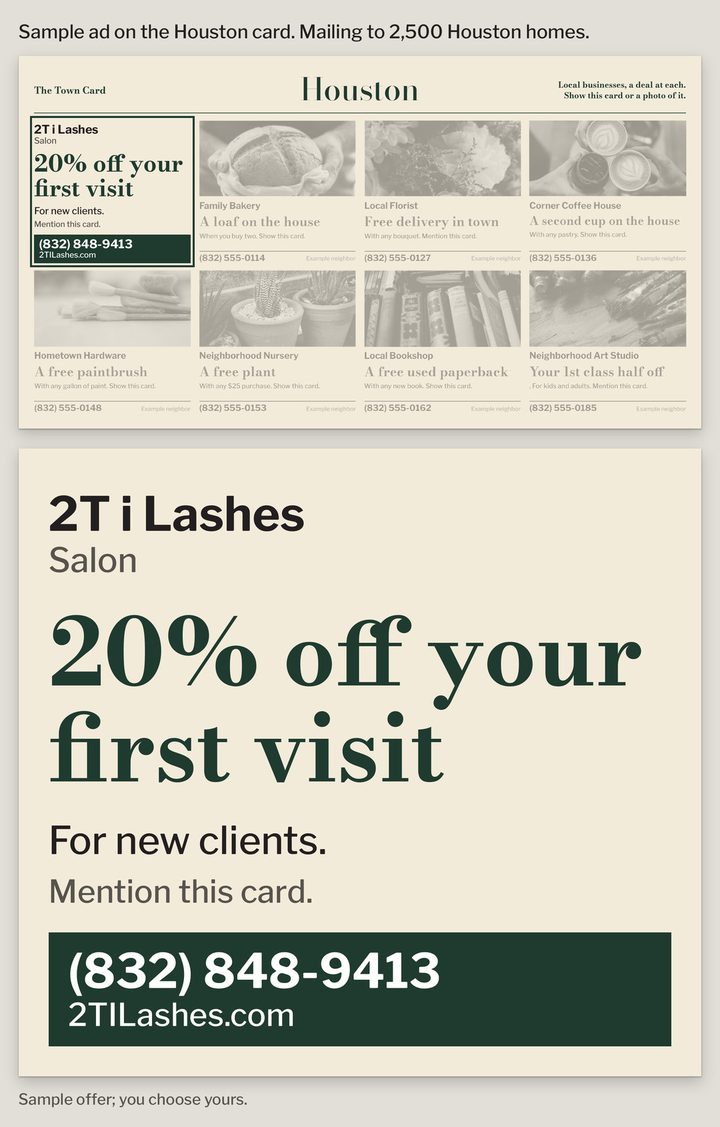 Sample ad on the Houston card. Mailing to 2,500 Houston homes.
The Town Card
Houston
Local businesses, a deal at each.
Show this card or a photo of it.
2T i Lashes
Salon
20% off your
first visit
For new clients.
Mention this card.
(832) 848-9413
2TILashes.com
Family Bakery
A loaf on the house
When you buy two. Show this card.
(832) 555-0114
Example neighbor
Local Florist
Free delivery in town
With any bouquet. Mention this card.
(832) 555-0127
Example neighbor
Corner Coffee House
A second cup on the house
With any pastry. Show this card.
(832) 555-0136
Example neighbor
Hometown Hardware
A free paintbrush
With any gallon of paint. Show this card.
(832) 555-0148
Example neighbor
Neighborhood Nursery
A free plant
With any $25 purchase. Show this card.
(832) 555-0153
Example neighbor
Local Bookshop
A free used paperback
With any new book. Show this card.
(832) 555-0162
Example neighbor
Neighborhood Art Studio
Your 1st class half off
For kids and adults. Mention this card.
(832) 555-0185
Example neighbor
2T i Lashes
Salon
20% off your
first visit
For new clients.
Mention this card.
(832) 848-9413
2TILashes.com
Sample offer; you choose yours.